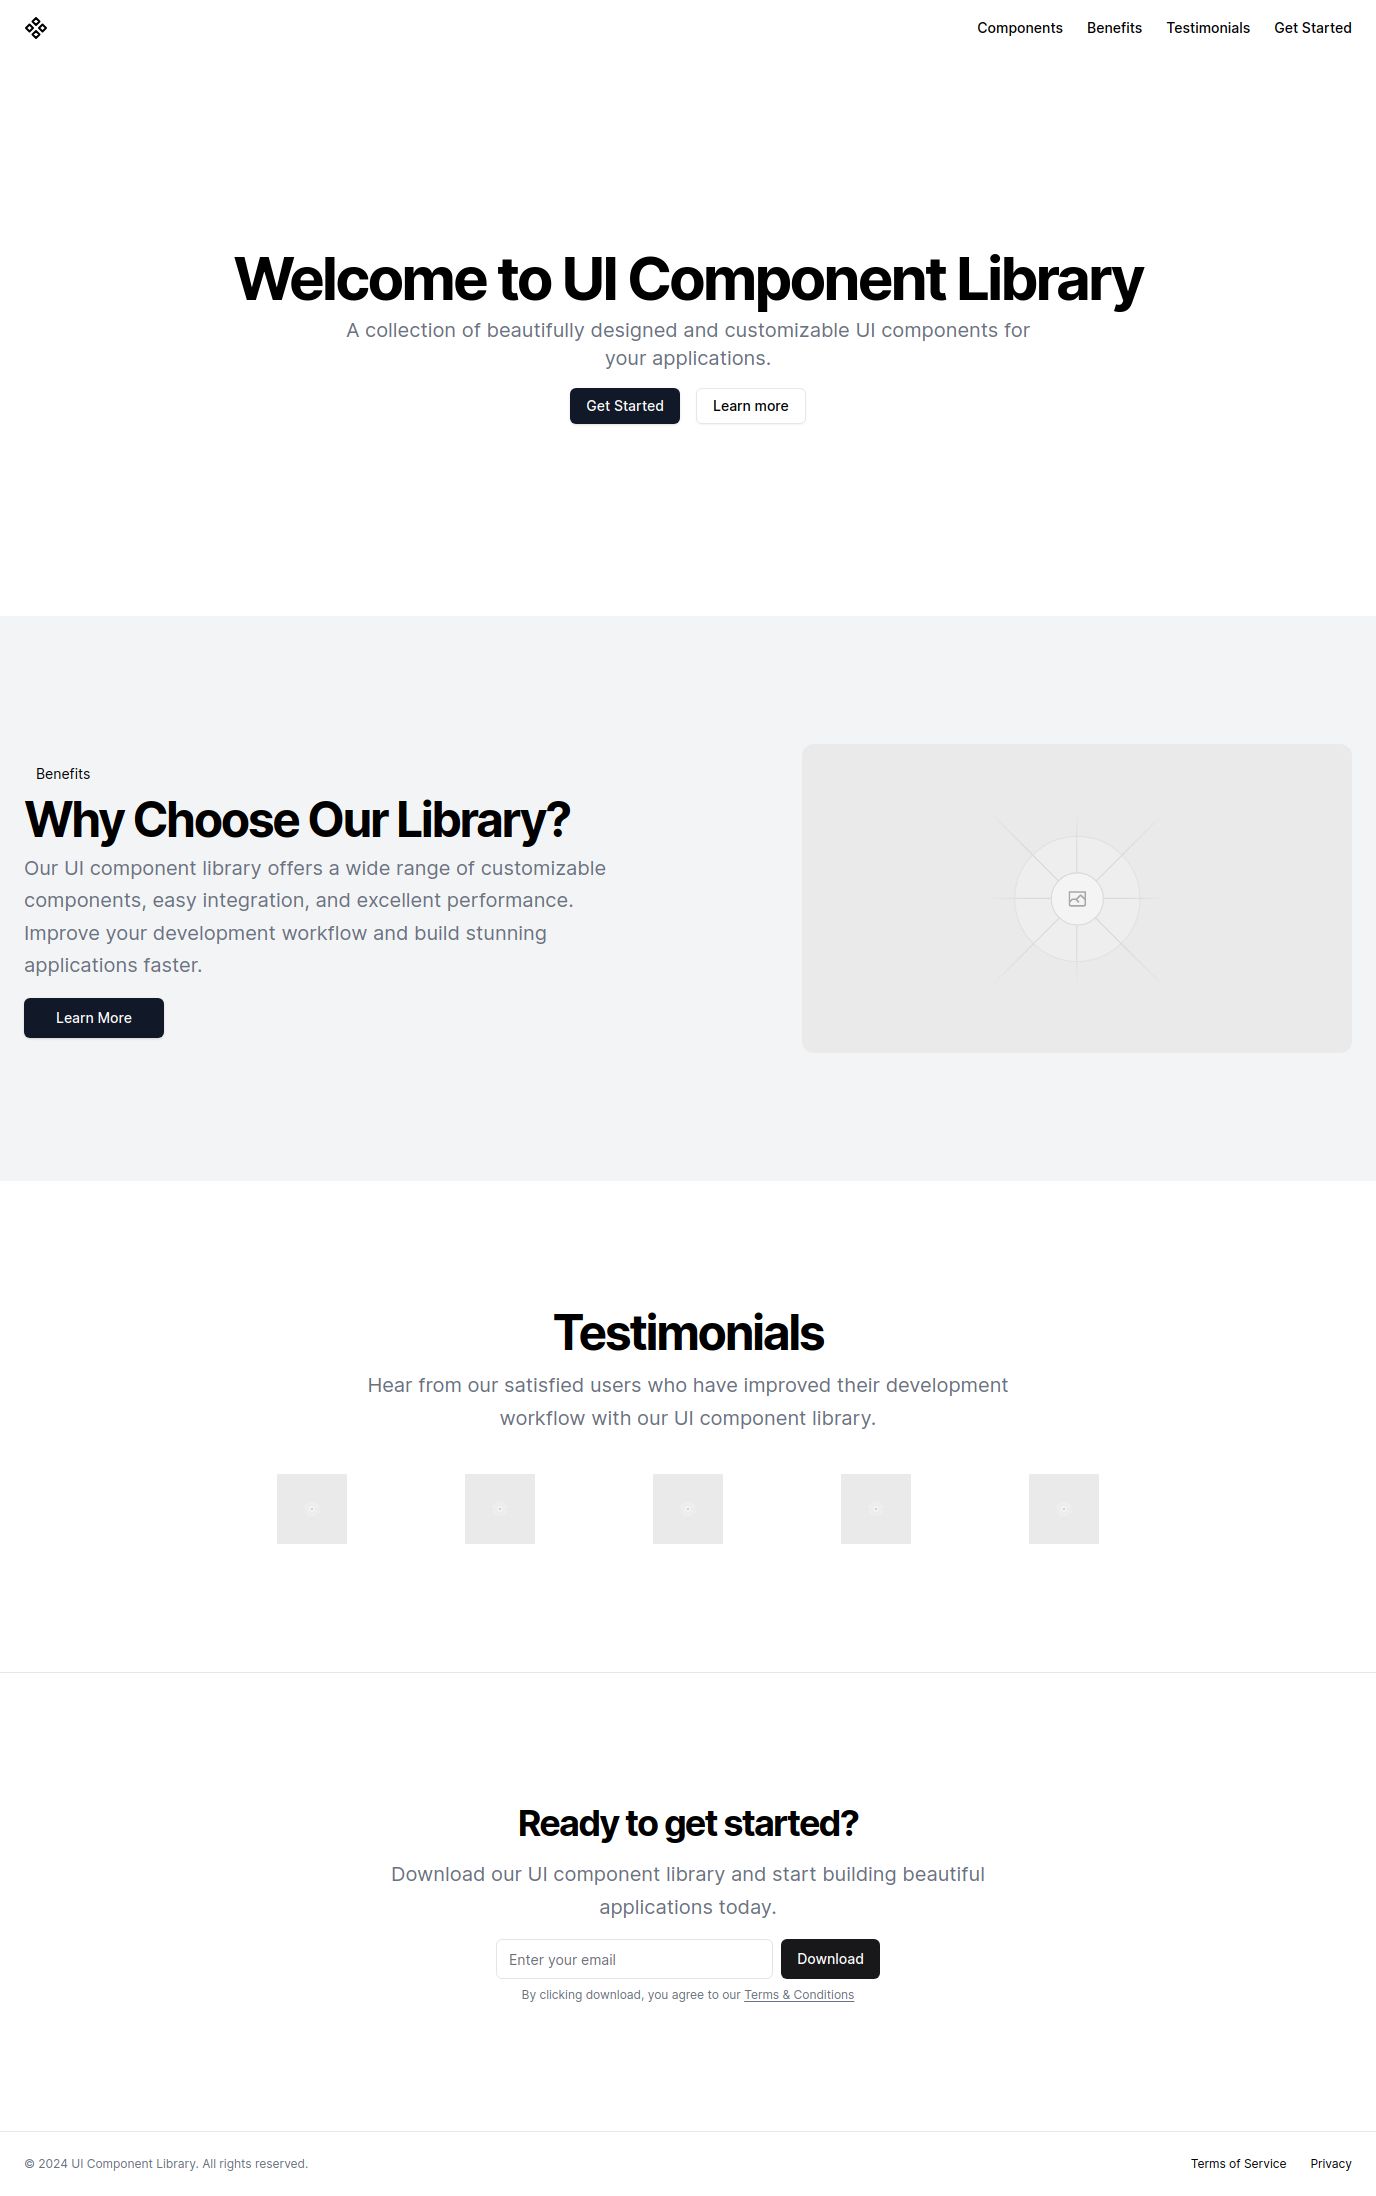 Components Benefits Testimonials Get Started
Welcome to UI Component Library
A collection of beautifully designed and customizable UI components for
your applications.
Get Started Learn more
Benefits
Why Choose Our Library?
Our UI component library offers a wide range of customizable
components, easy integration, and excellent performance.
Improve your development workflow and build stunning
applications faster.
Learn More
Testimonials
Hear from our satisfied users who have improved their development
workflow with our UI component library.
Ready to get started?
Download our UI component library and start building beautiful
applications today.
Enter your email Download
By clicking download, you agree to our Terms & Conditions
© 2024 UI Component Library. All rights reserved. Terms of Service Privacy